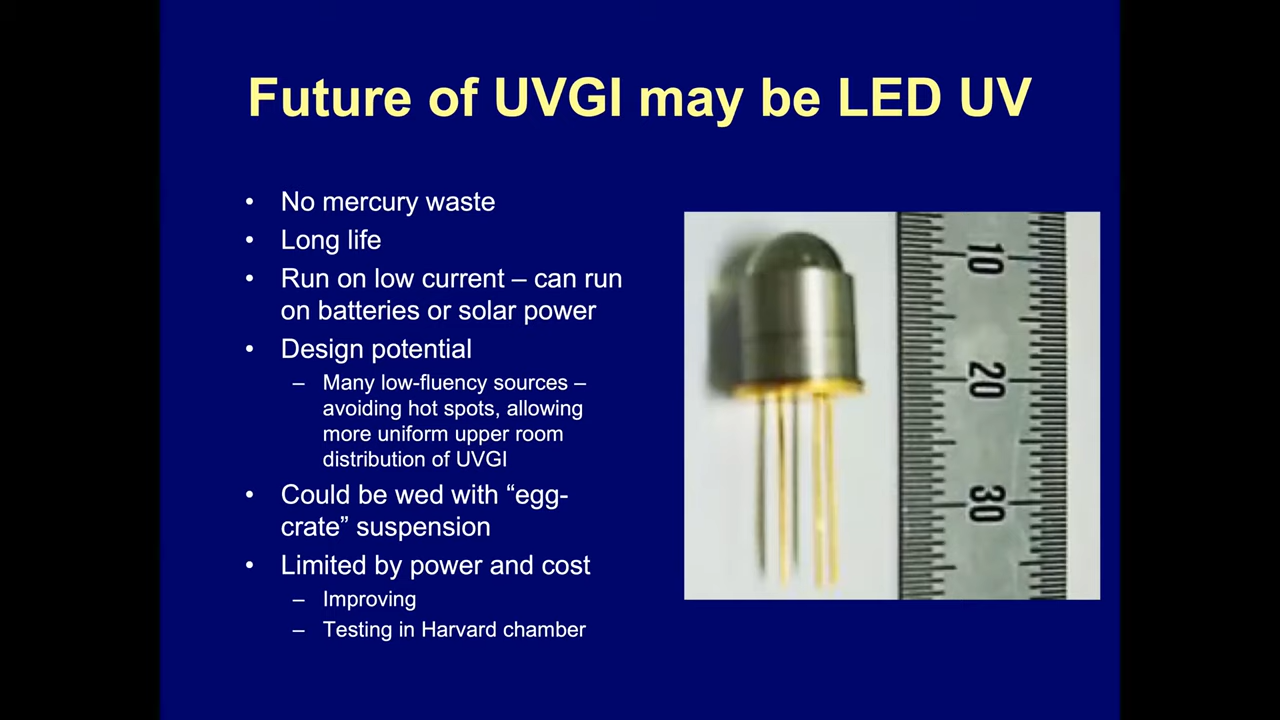 Future of UVGI may be LED UV
• No mercury waste
• Long life
• Run on low current – can run
on batteries or solar power
• Design potential
– Many low-fluency sources –
avoiding hot spots, allowing
more uniform upper room
distribution of UVGI
• Could be wed with “egg-
crate” suspension
• Limited by power and cost
– Improving
– Testing in Harvard chamber
10
20
30